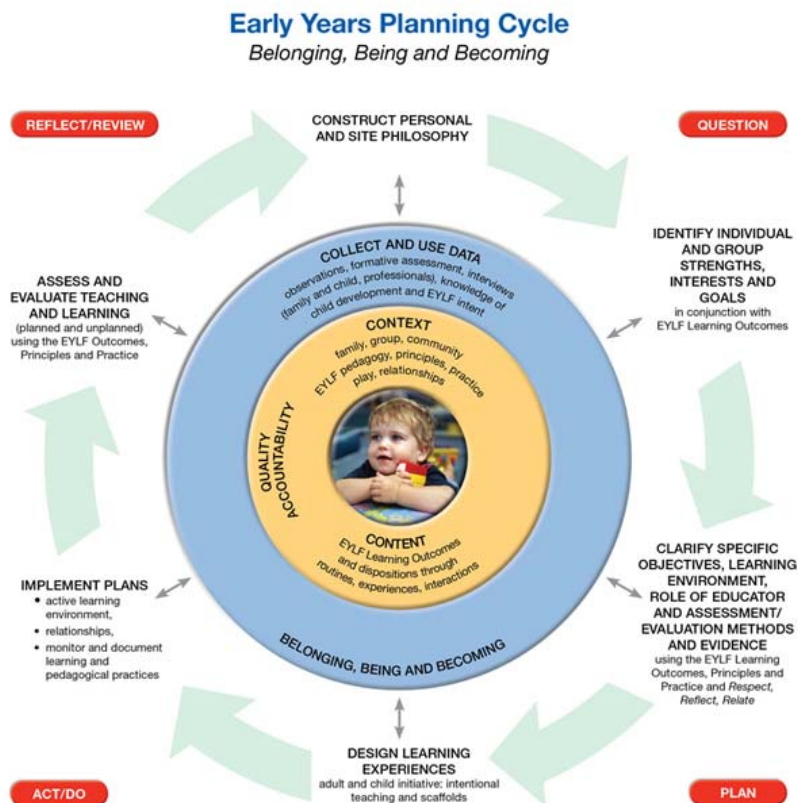 Early Years Planning Cycle
Belonging, Being and Becoming
REFLECT/REVIEW
CONSTRUCT PERSONAL
AND SITE PHILOSOPHY
QUESTION
IDENTIFY INDIVIDUAL
AND GROUP
STRENGTHS,
INTERESTS AND
GOALS
in conjunction with
EYLF Learning Outcomes
CLARIFY SPECIFIC
OBJECTIVES, LEARNING
ENVIRONMENT,
ROLE OF EDUCATOR
AND ASSESSMENT/
EVALUATION METHODS
AND EVIDENCE
using the EYLF Learning
Outcomes, Principles and
Practice and Respect,
Reflect, Relate
PLAN
DESIGN LEARNING
EXPERIENCES
adult and child initiative: intentional
teaching and scaffolds
ACT/DO
IMPLEMENT PLANS
• active learning
environment,
• relationships,
• monitor and document
learning and
pedagogical practices
ASSESS AND
EVALUATE TEACHING
AND LEARNING
(planned and unplanned)
using the EYLF Outcomes,
Principles and Practice
COLLECT AND USE DATA
observations, formative assessment, interviews
(family and child, professionals), knowledge of
child development and EYLF intent
CONTEXT
family, group, community
EYLF pedagogy, principles, practice
play, relationships
QUALITY
ACCOUNTABILITY
CONTENT
EYLF Learning Outcomes
and dispositions through
routines, experiences, interactions
BELONGING, BEING AND BECOMING